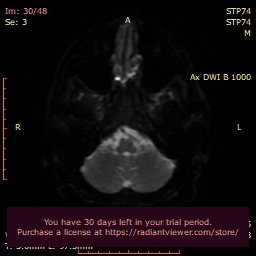 Im: 30/48
Se: 3
STP74
STP74
M
A
Ax DWI B 1000
R
L
You have 30 days left in your trial period.
Purchase a license at https://radiantviewer.com/store/